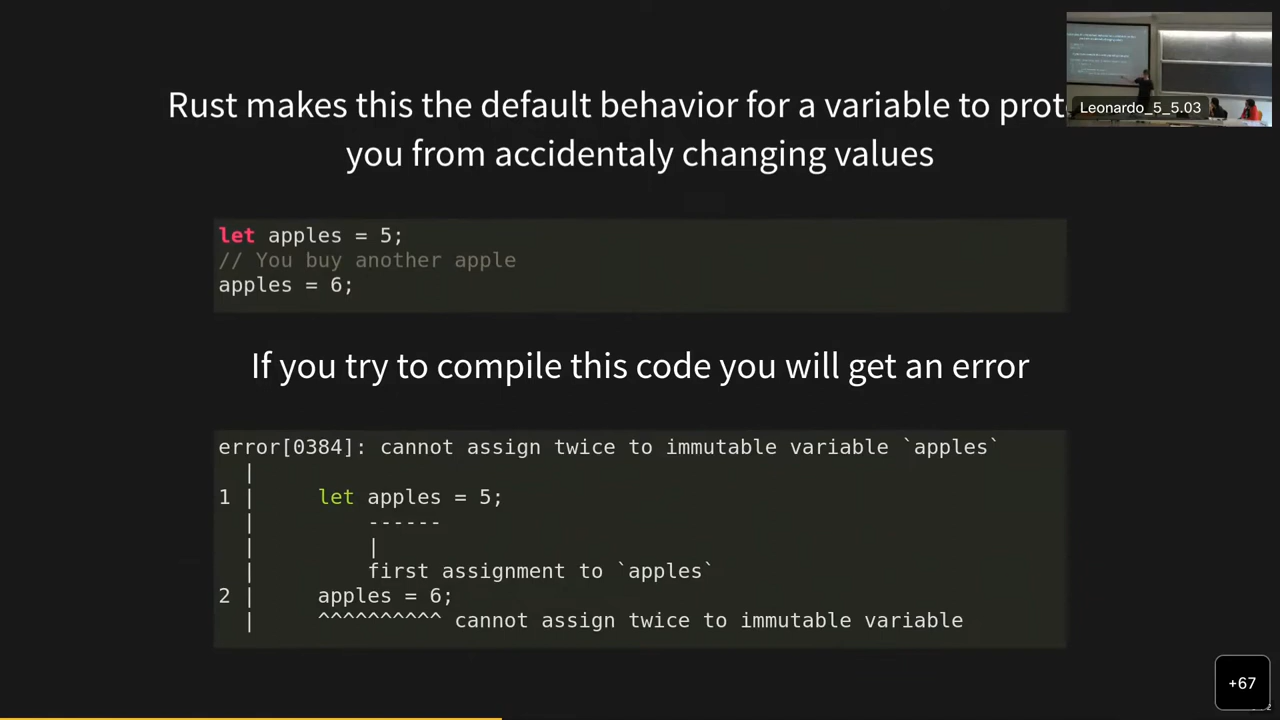 Rust makes this the default behavior for a variable to prot
you from accidentaly changing values
let apples = 5;
// You buy another apple
apples = 6;
If you try to compile this code you will get an error
error[0384]: cannot assign twice to immutable variable `apples`
|
1 | let apples = 5;
| ------
| |
| first assignment to `apples`
2 | apples = 6;
| ^^^^^^^^^^ cannot assign twice to immutable variable
Leonardo_5_5.03
+67